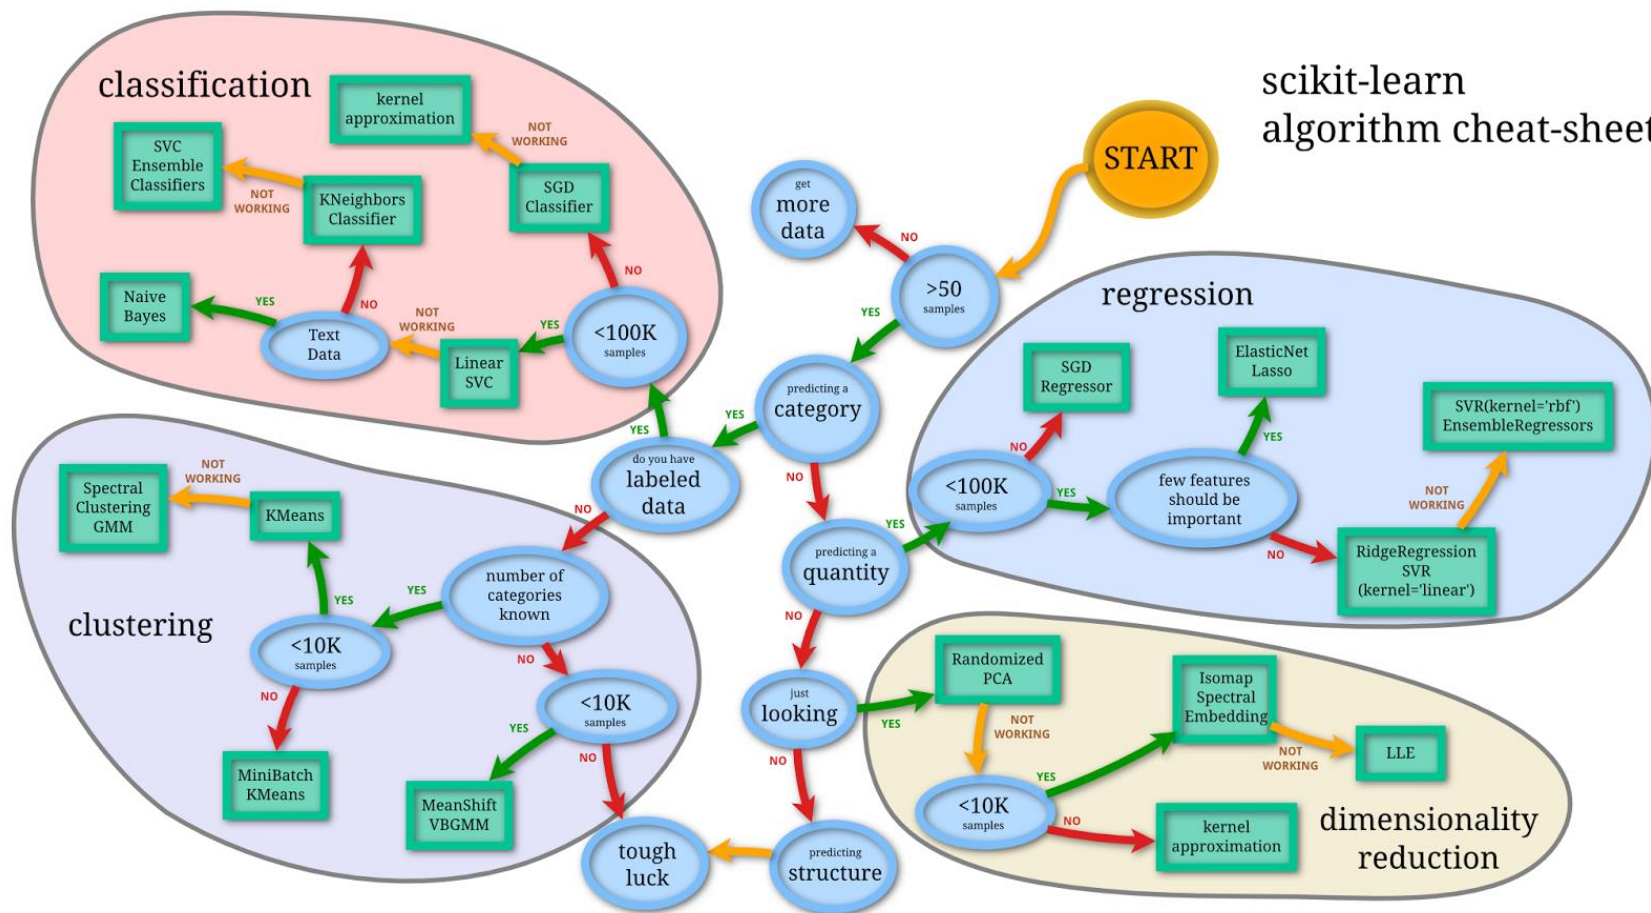 scikit-learn
algorithm cheat-sheet
START
get
more
data
NO
>50
samples
YES
predicting a
category
YES
NO
do you have
labeled
data
YES
NO
predicting a
quantity
YES
NO
just
looking
YES
NO
predicting
structure
tough
luck
classification
kernel
approximation
NOT
WORKING
SVC
Ensemble
Classifiers
NOT
WORKING
KNeighbors
Classifier
SGD
Classifier
NO
Naive
Bayes
YES
NO
Text
Data
NOT
WORKING
Linear
SVC
YES
<100K
samples
regression
SGD
Regressor
ElasticNet
Lasso
SVR(kernel='rbf')
EnsembleRegressors
NO
YES
<100K
samples
YES
few features
should be
important
NOT
WORKING
NO
RidgeRegression
SVR
(kernel='linear')
clustering
Spectral
Clustering
GMM
NOT
WORKING
KMeans
YES
YES
number of
categories
known
<10K
samples
NO
NO
<10K
samples
YES
NO
MiniBatch
KMeans
MeanShift
VBGMM
dimensionality
reduction
Randomized
PCA
NOT
WORKING
Isomap
Spectral
Embedding
NOT
WORKING
LLE
YES
<10K
samples
NO
kernel
approximation